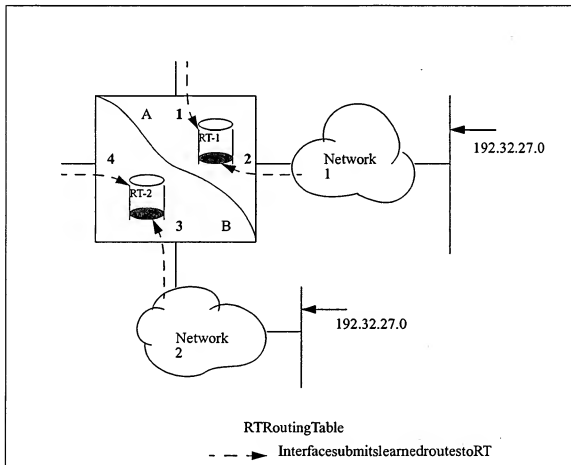 A
1
RT-1
2
4
RT-2
3
B
Network
1
192.32.27.0
Network
2
192.32.27.0
RTRoutingTable
InterfacesubmitslearnedroutestoRT